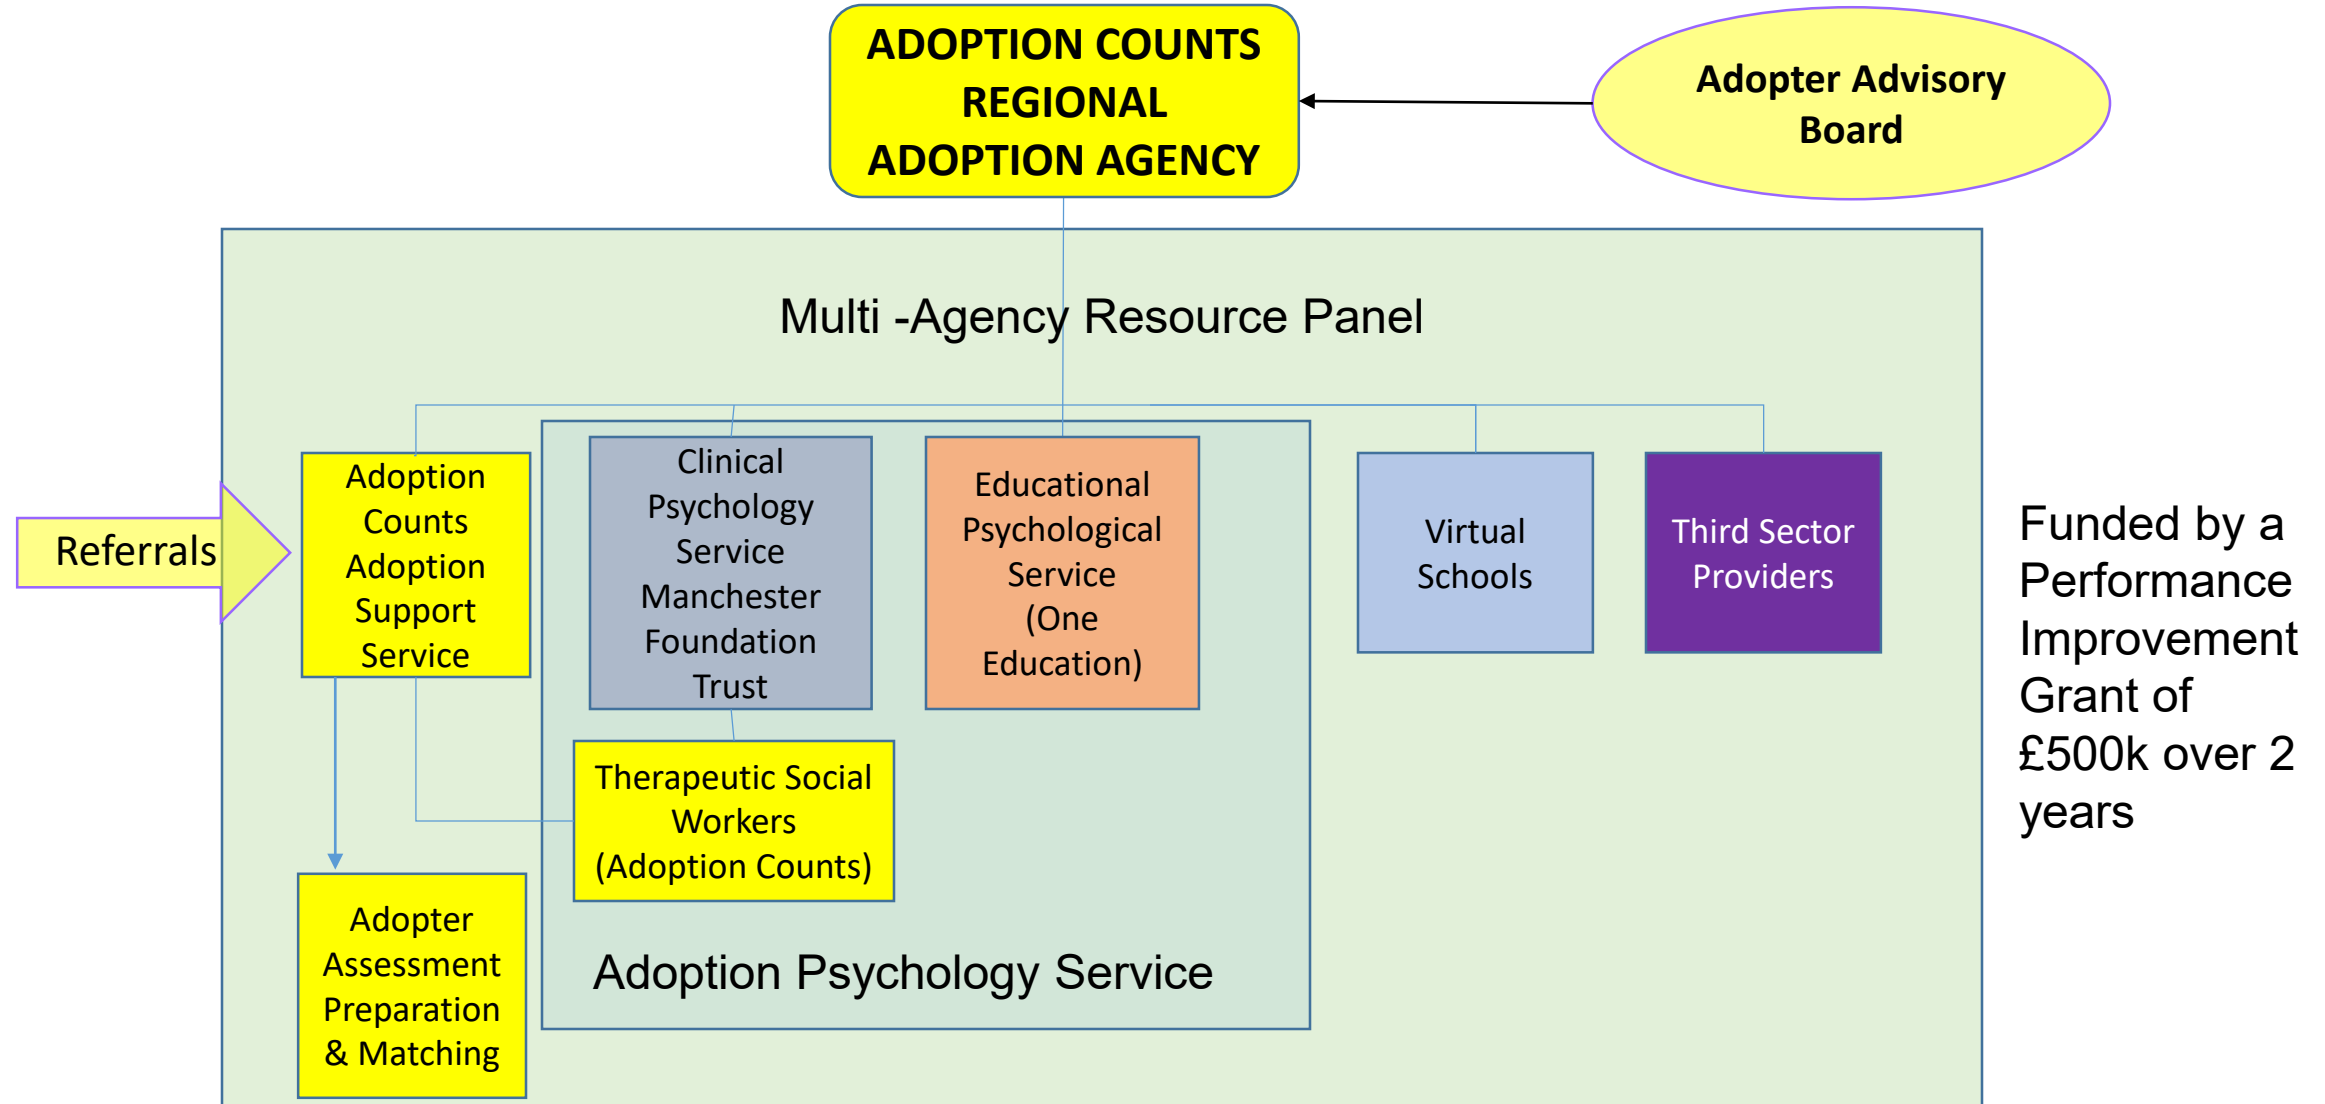 ADOPTION COUNTS
REGIONAL
ADOPTION AGENCY
Adopter Advisory
Board
Multi -Agency Resource Panel
Referrals
Adoption
Counts
Adoption
Support
Service
Clinical
Psychology
Service
Manchester
Foundation
Trust
Educational
Psychological
Service
(One
Education)
Virtual
Schools
Third Sector
Providers
Funded by a
Performance
Improvement
Grant of
£500k over 2
years
Therapeutic Social
Workers
(Adoption Counts)
Adopter
Assessment
Preparation
& Matching
Adoption Psychology Service